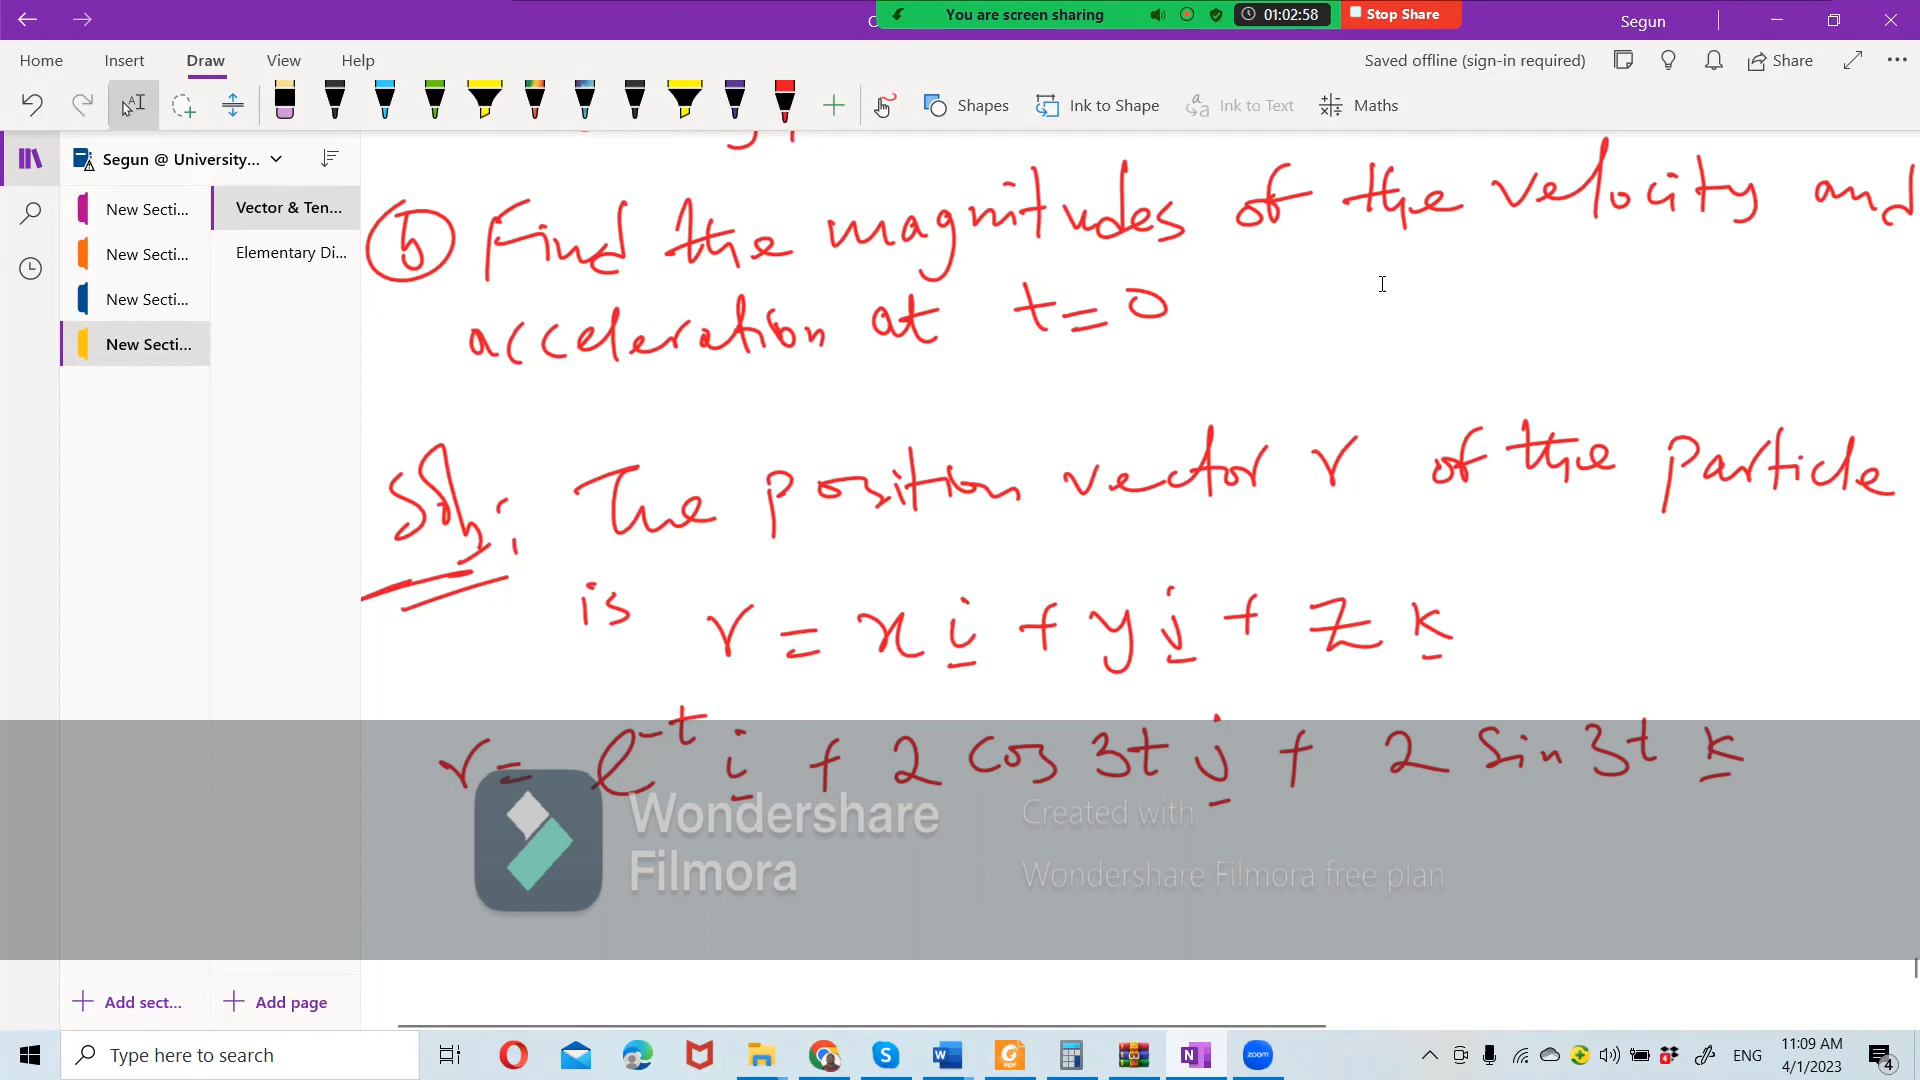 You are screen sharing 01:02:58 Stop Share Segun
Home Insert Draw View Help Saved offline (sign-in required) Share
Shapes Ink to Shape Ink to Text Maths
Segun @ University...
New Secti...
New Secti...
New Secti...
New Secti...
Vector & Ten...
Elementary Di...
(b) Find the magnitudes of the velocity and
acceleration at t = 0
Soln: The position vector r of the particle
is r = x i + y j + z k
r = e^-t i + 2 cos 3t j + 2 Sin 3t k
Wondershare
Filmora
Created with
Wondershare Filmora free plan
Add sect... Add page
Type here to search
ENG 11:09 AM
4/1/2023 4